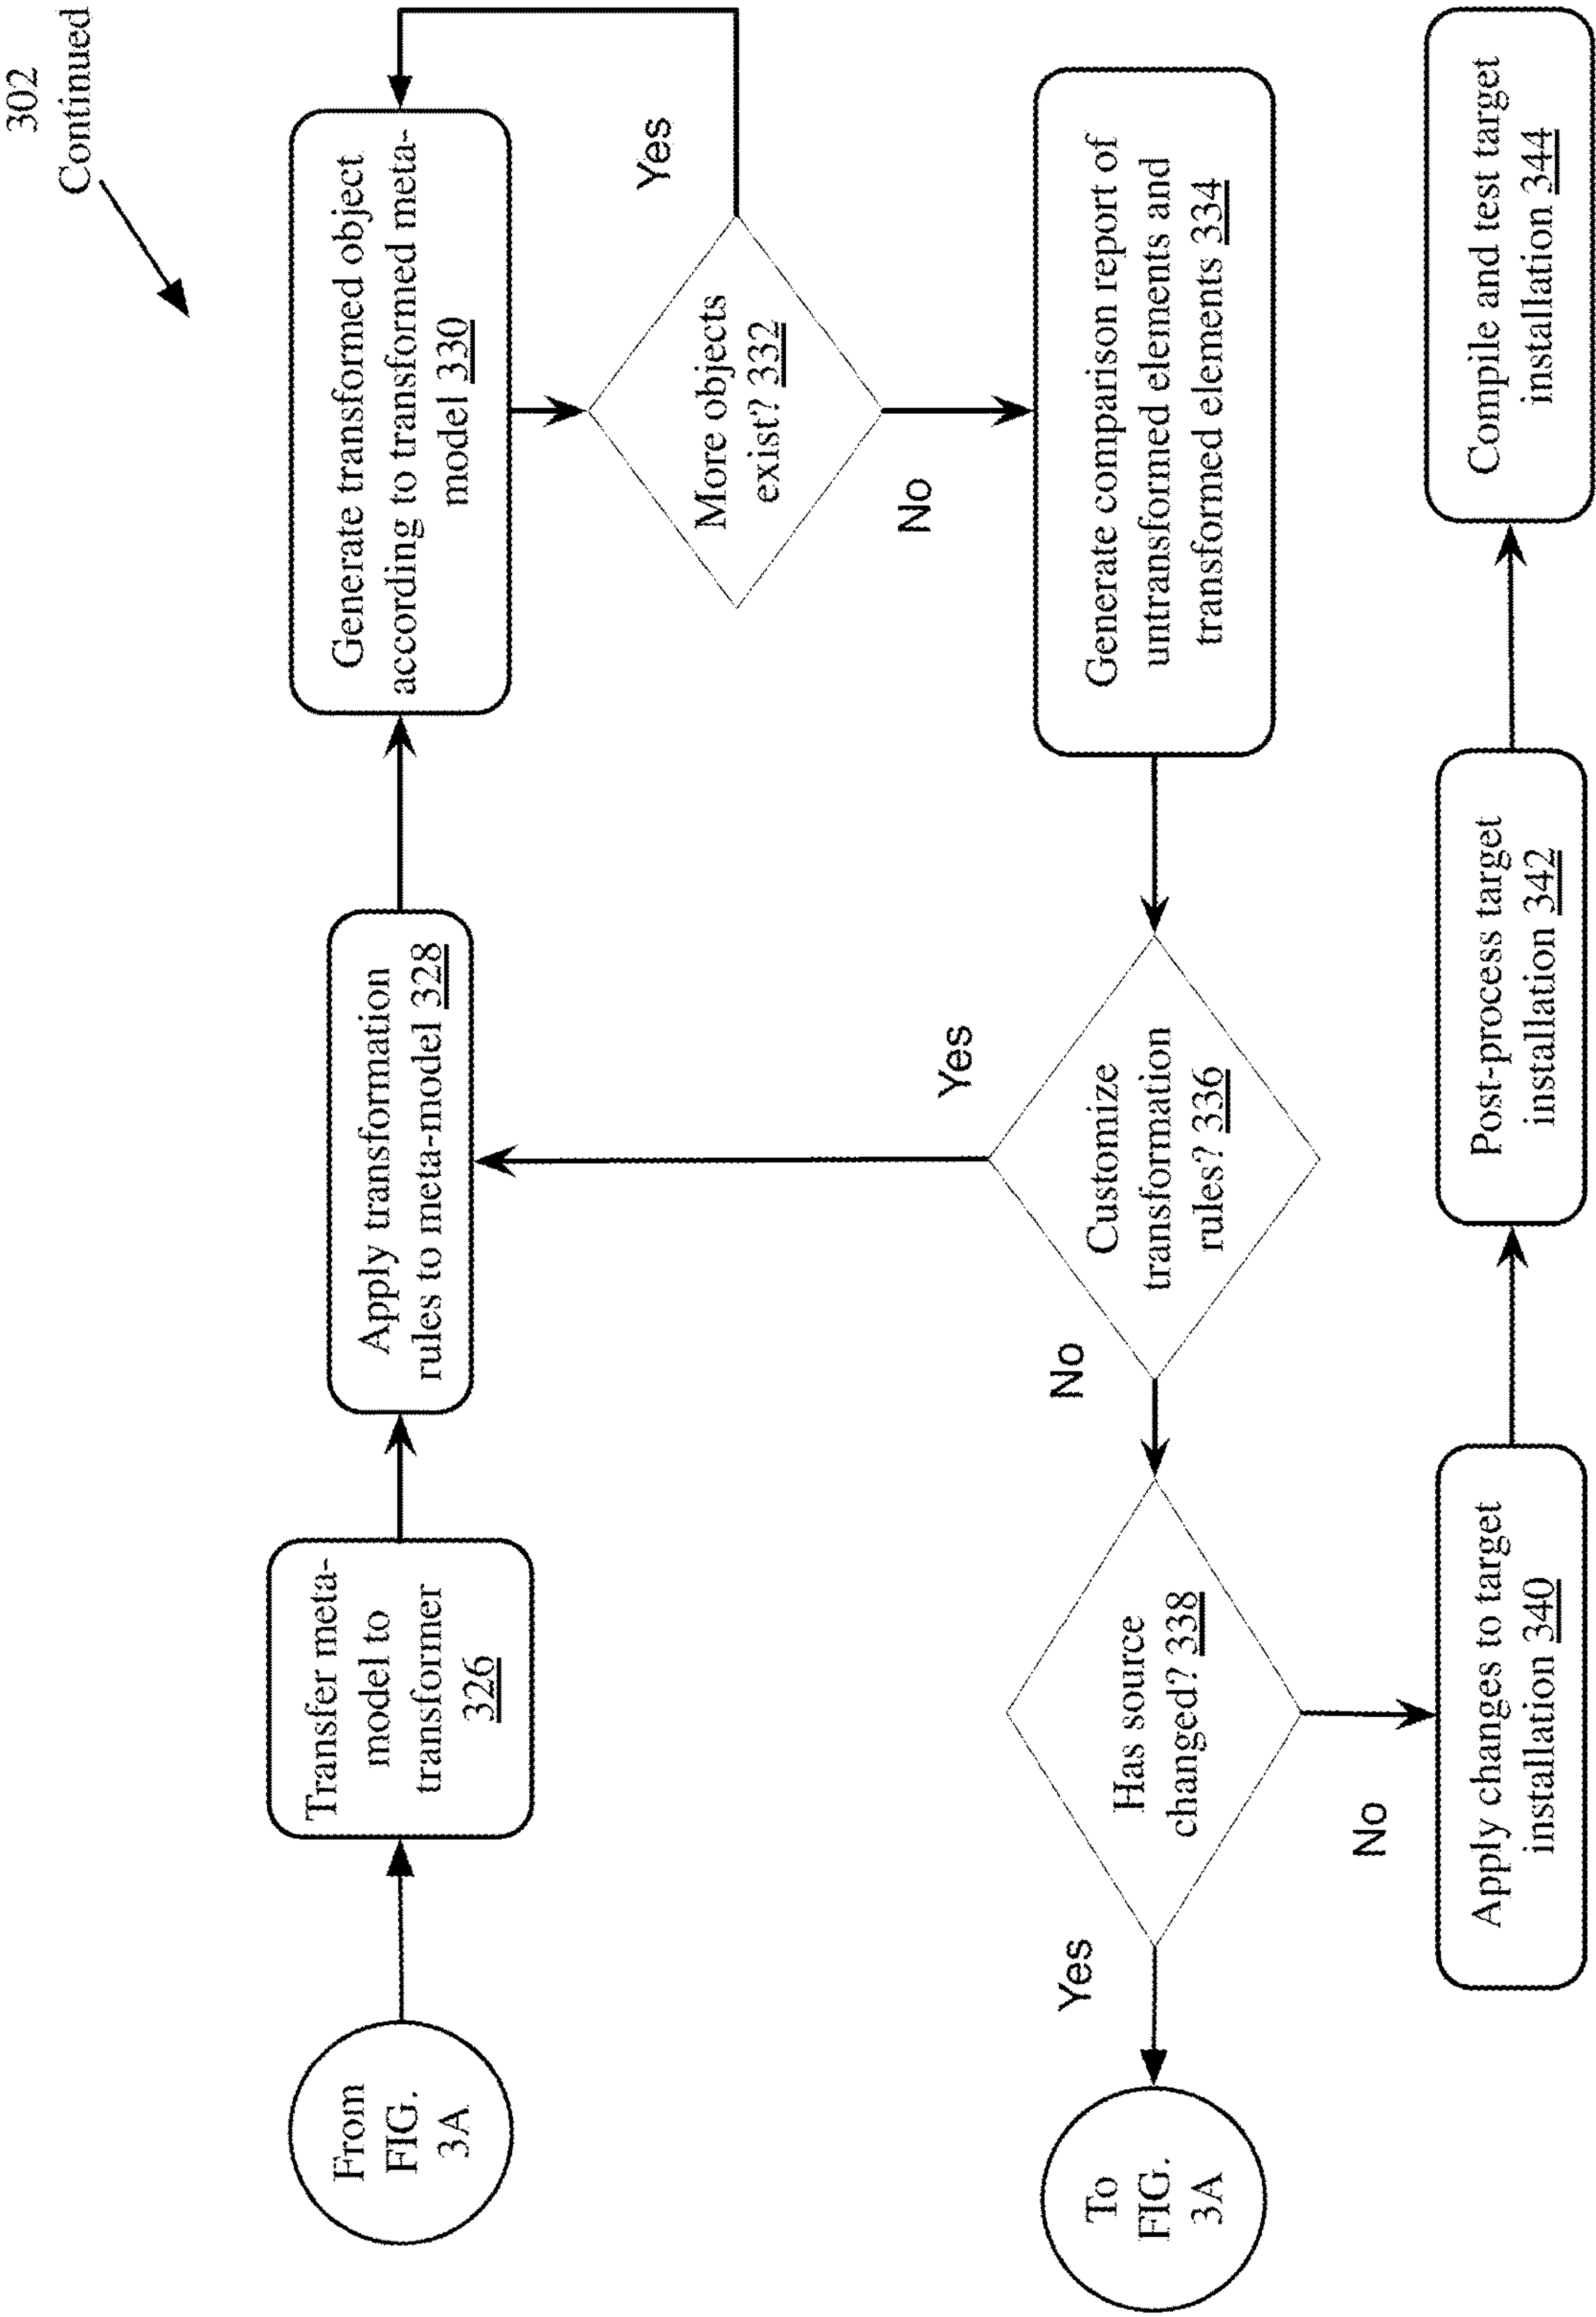 302
Continued
From
FIG.
3A
Transfer meta-
model to
transformer
326
Apply transformation
rules to meta-model 328
Generate transformed object
according to transformed meta-
model 330
More objects
exist? 332
Yes
No
Generate comparison report of
untransformed elements and
transformed elements 334
Customize
transformation
rules? 336
Yes
No
Has source
changed? 338
Yes
No
To
FIG.
3A
Apply changes to target
installation 340
Post-process target
installation 342
Compile and test target
installation 344